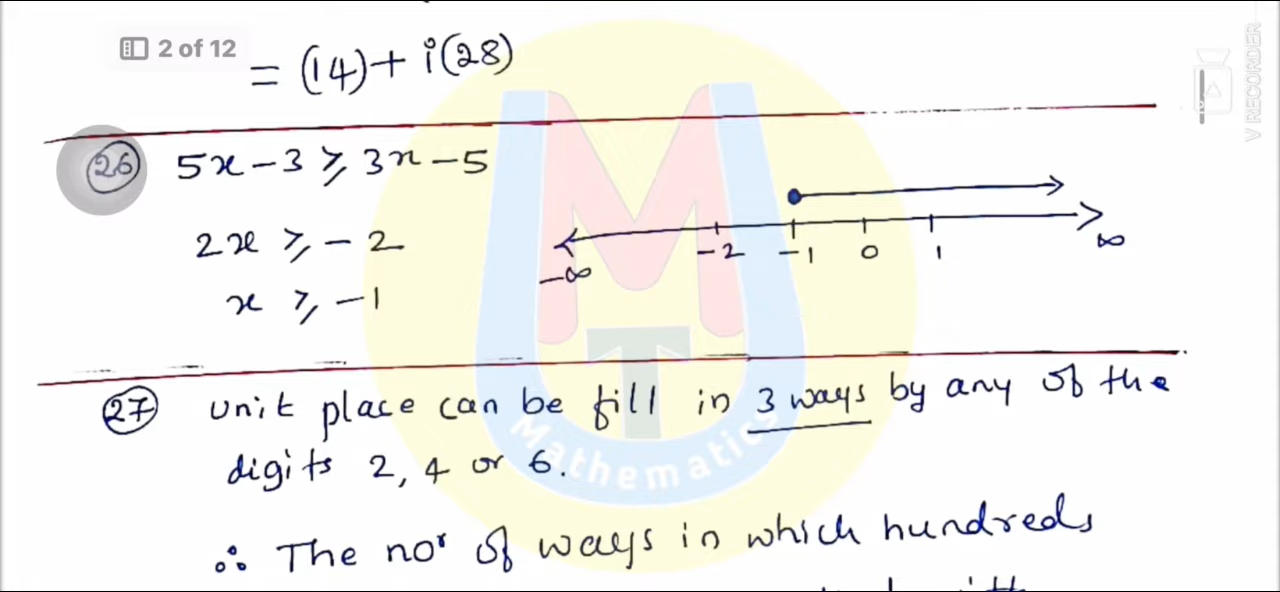 2 of 12
= (14) + i(28)
V RECORDER
26 5x - 3 ⩾ 3x - 5
2x ⩾ - 2
x ⩾ -1
-∞ -2 -1 0 1 ∞
27 unit place can be fill in 3 ways by any of the
digits 2, 4 or 6.
∴ The no^r of ways in which hundreds
MUT
Mathematics